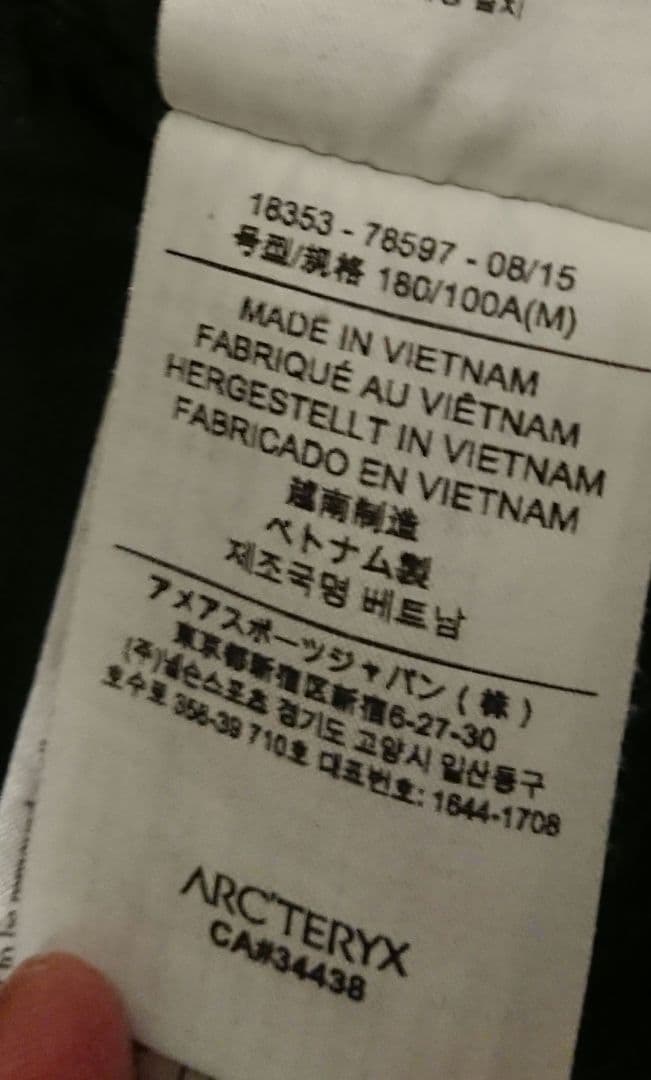 18353 - 78597 - 08/15
号型/規格 180/100A(M)
MADE IN VIETNAM
FABRIQUÉ AU VIÊTNAM
HERGESTELLT IN VIETNAM
FABRICADO EN VIETNAM
越南制造
ベトナム製
제조국명 베트남
アメアスポーツジャパン(株)
東京都新宿区新宿6-27-30
(주)넬슨스포츠 경기도 고양시 일산동구
호수로 358-39 710호 대표번호: 1644-1708
ARC'TERYX
CA#34438